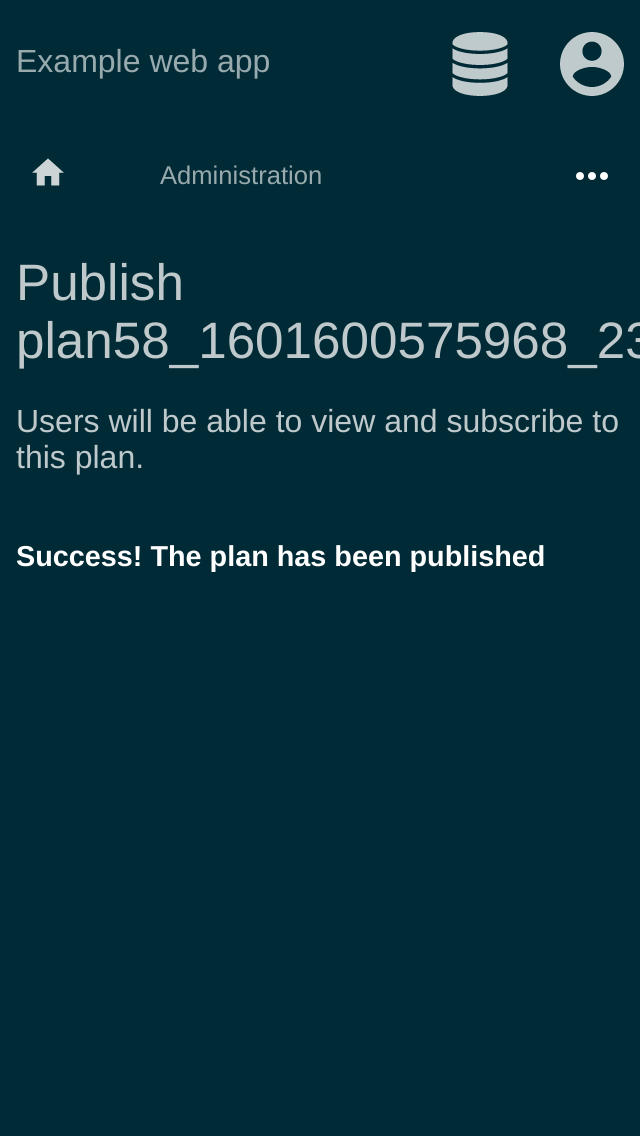 Example web app
Administration
Publish
plan58_1601600575968_23
Users will be able to view and subscribe to
this plan.
Success! The plan has been published